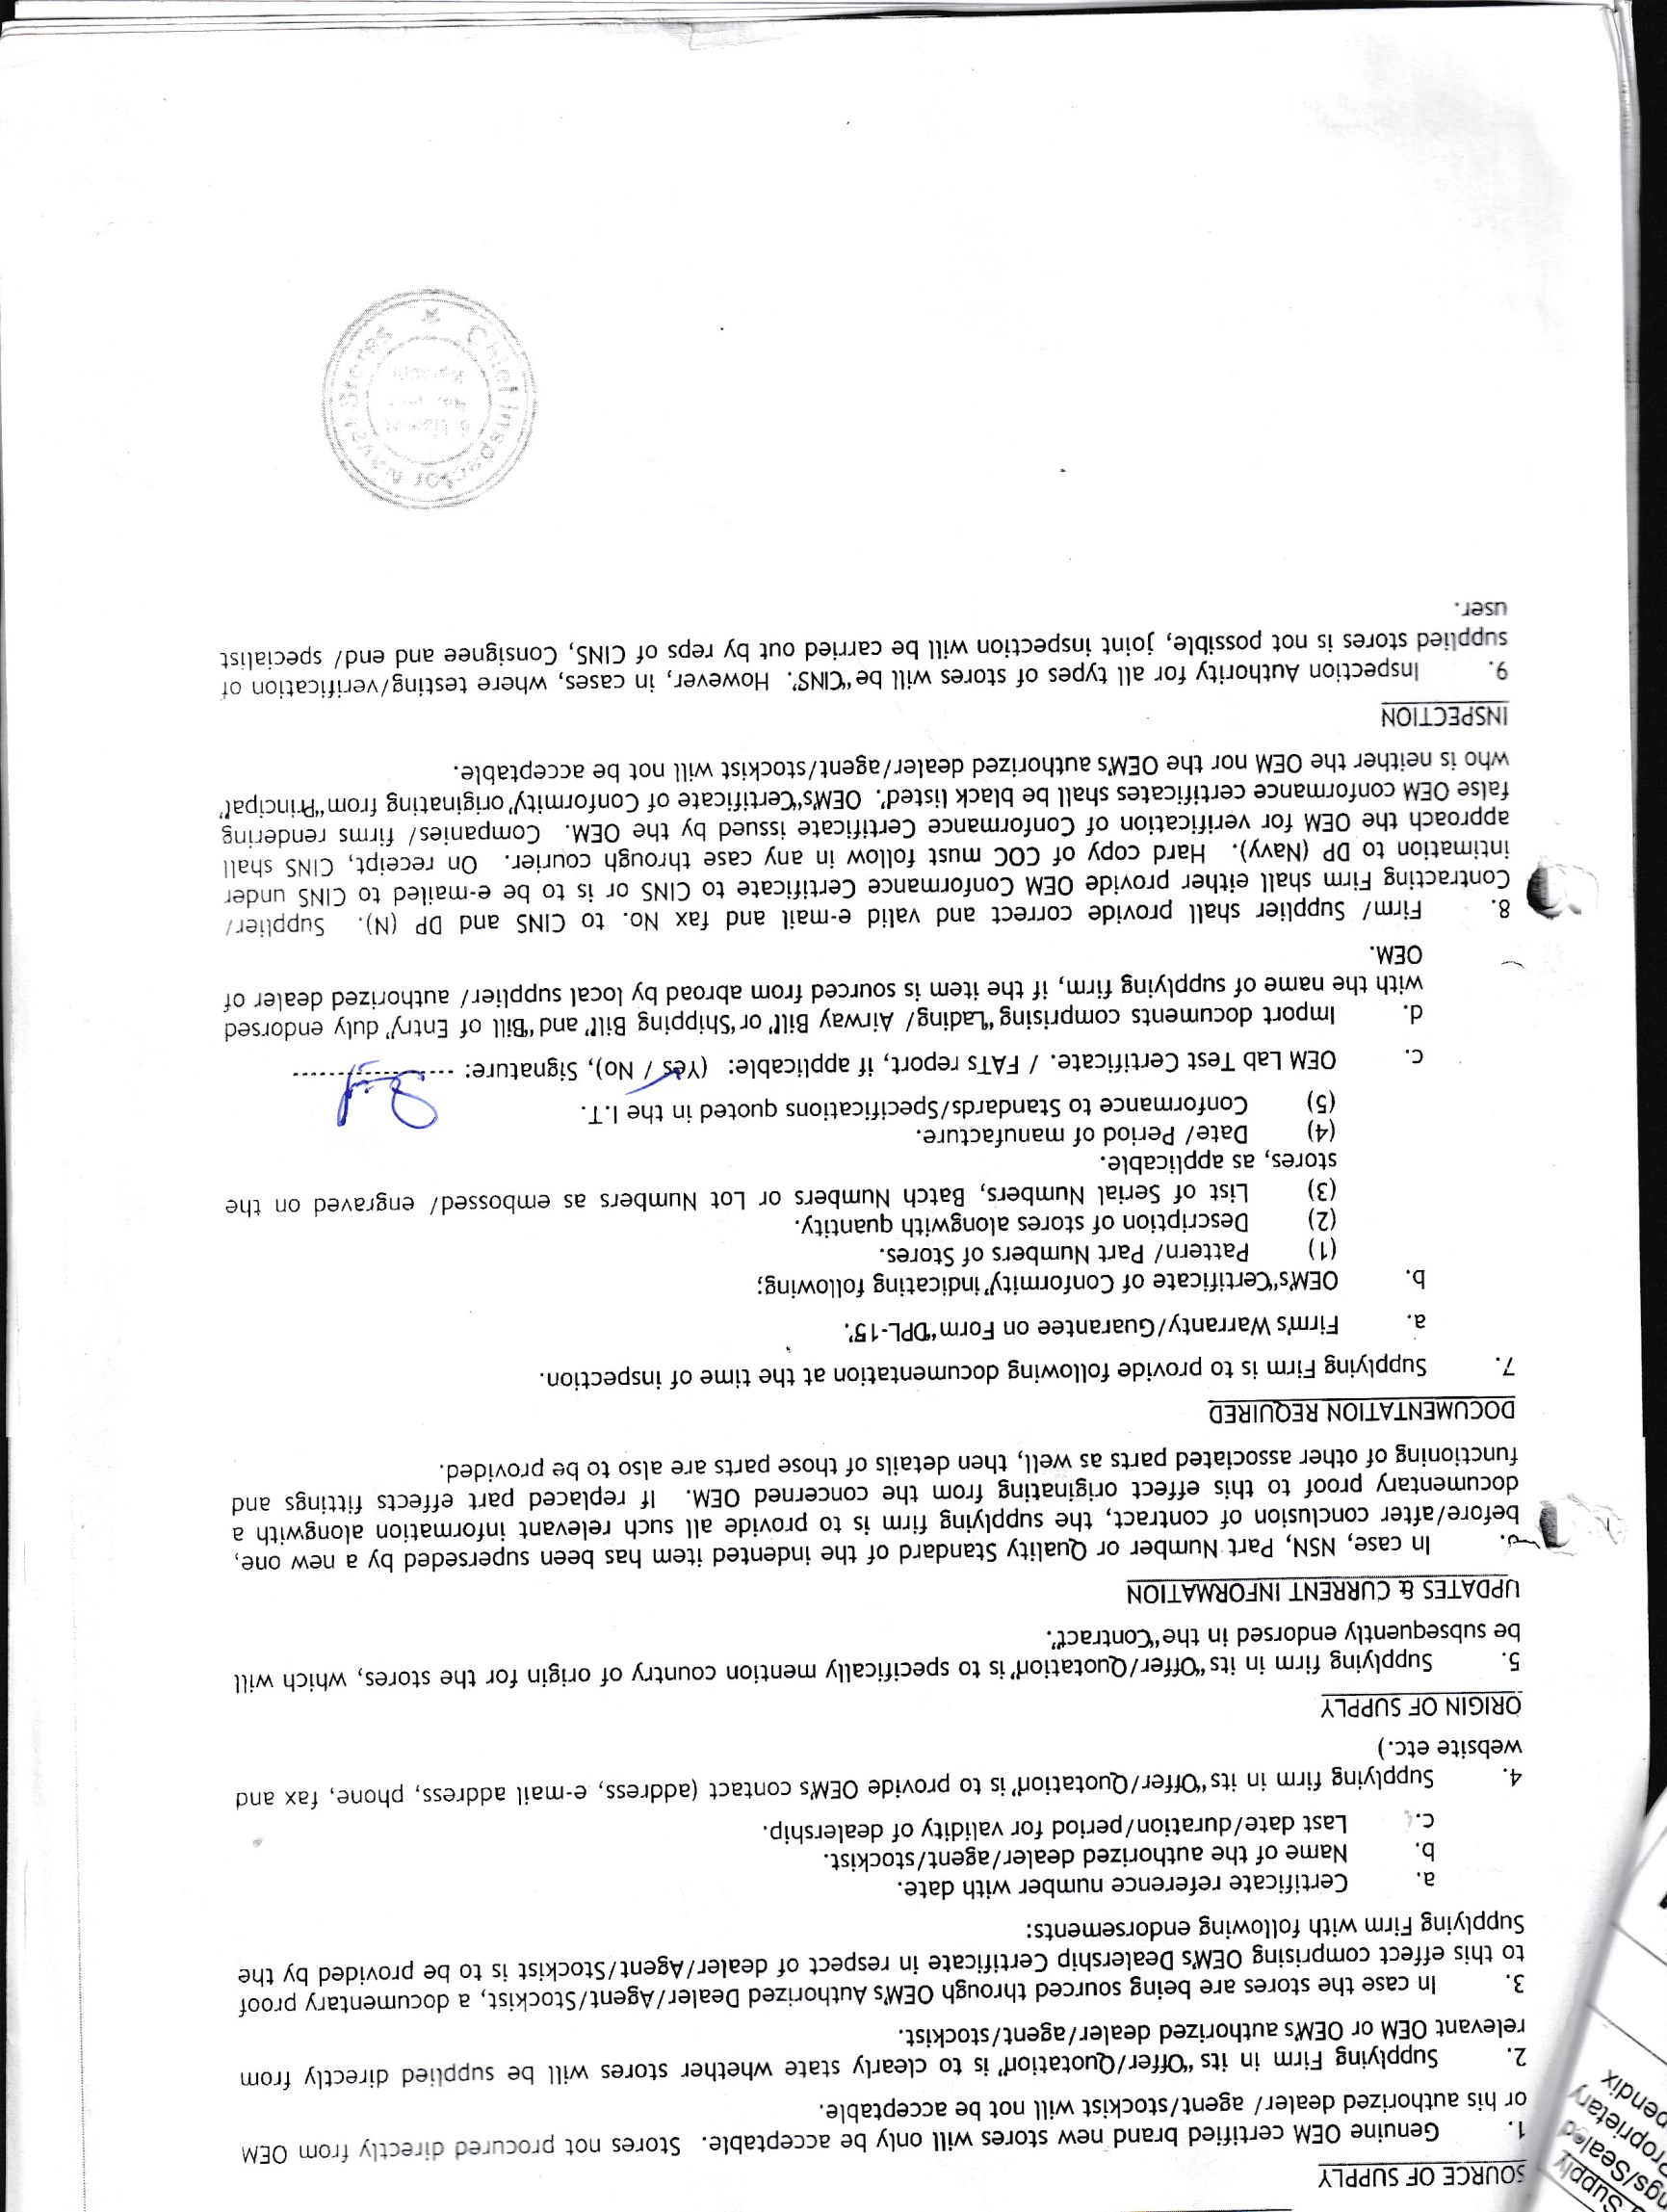 SOURCE OF SUPPLY
1. Genuine OEM certified brand new stores will only be acceptable. Stores not procured directly from OEM
or his authorized dealer/ agent/stockist will not be acceptable.
2. Supplying Firm in its "Offer/Quotation" is to clearly state whether stores will be supplied directly from
relevant OEM or OEM's authorized dealer/agent/stockist.
3. In case the stores are being sourced through OEM's Authorized Dealer/Agent/Stockist, a documentary proof
to this effect comprising OEM's Dealership Certificate in respect of dealer/Agent/Stockist is to be provided by the
Supplying Firm with following endorsements:
a. Certificate reference number with date.
b. Name of the authorized dealer/agent/stockist.
c. Last date/duration/period for validity of dealership.
4. Supplying firm in its "Offer/Quotation" is to provide OEM's contact (address, e-mail address, phone, fax and
website etc.)
ORIGIN OF SUPPLY
5. Supplying firm in its "Offer/Quotation" is to specifically mention country of origin for the stores, which will
be subsequently endorsed in the "Contract".
UPDATES & CURRENT INFORMATION
In case, NSN, Part Number or Quality Standard of the indented item has been superseded by a new one,
before/after conclusion of contract, the supplying firm is to provide all such relevant information alongwith a
documentary proof to this effect originating from the concerned OEM. If replaced part effects fittings and
functioning of other associated parts as well, then details of those parts are also to be provided.
DOCUMENTATION REQUIRED
7. Supplying Firm is to provide following documentation at the time of inspection.
a. Firm's Warranty/Guarantee on Form "DPL-15".
b. OEM's "Certificate of Conformity" indicating following;
(1) Pattern/ Part Numbers of Stores.
(2) Description of stores alongwith quantity.
(3) List of Serial Numbers, Batch Numbers or Lot Numbers as embossed/ engraved on the
stores, as applicable.
(4) Date/ Period of manufacture.
(5) Conformance to Standards/Specifications quoted in the I.T.
c. OEM Lab Test Certificate. / FATs report, if applicable: (Yes / No), Signature: ------------------
d. Import documents comprising "Lading/ Airway Bill" or "Shipping Bill" and "Bill of Entry" duly endorsed
with the name of supplying firm, if the item is sourced from abroad by local supplier/ authorized dealer of
OEM.
8. Firm/ Supplier shall provide correct and valid e-mail and fax No. to CINS and DP (N). Supplier/
Contracting Firm shall either provide OEM Conformance Certificate to CINS or is to be e-mailed to CINS under
intimation to DP (Navy). Hard copy of COC must follow in any case through courier. On receipt, CINS shall
approach the OEM for verification of Conformance Certificate issued by the OEM. Companies/ firms rendering
false OEM conformance certificates shall be black listed". OEM's "Certificate of Conformity" originating from "Principal"
who is neither the OEM nor the OEM's authorized dealer/agent/stockist will not be acceptable.
INSPECTION
9. Inspection Authority for all types of stores will be "CINS". However, in cases, where testing/verification of
supplied stores is not possible, joint inspection will be carried out by reps of CINS, Consignee and end/ specialist
user.
Chief Inspector Naval Stores
Supply
ngs/Sealed
roprietary
pendix